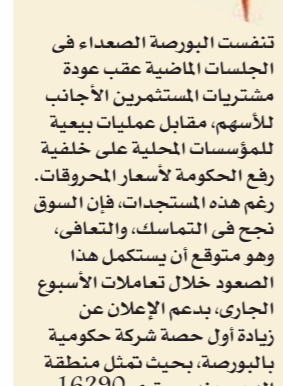 تنفست البورصة الصعداء فى
الجلسات الماضية عقب عودة
مشتريات المستثمرين الأجانب
للأسهم، مقابل عمليات بيعية
للمؤسسات المحلية على خلفية
رفع الحكومة لأسعار المحروقات.
رغم هذه المستجدات، فإن السوق
نجح فى التماسك، والتعافى،
وهو متوقع أن يستكمل هذا
الصعود خلال تعاملات الأسبوع
الجارى، بدعم الإعلان عن
زيادة أول حصة شركة حكومية
بالبورصة، بحيث تمثل منطقة
16290